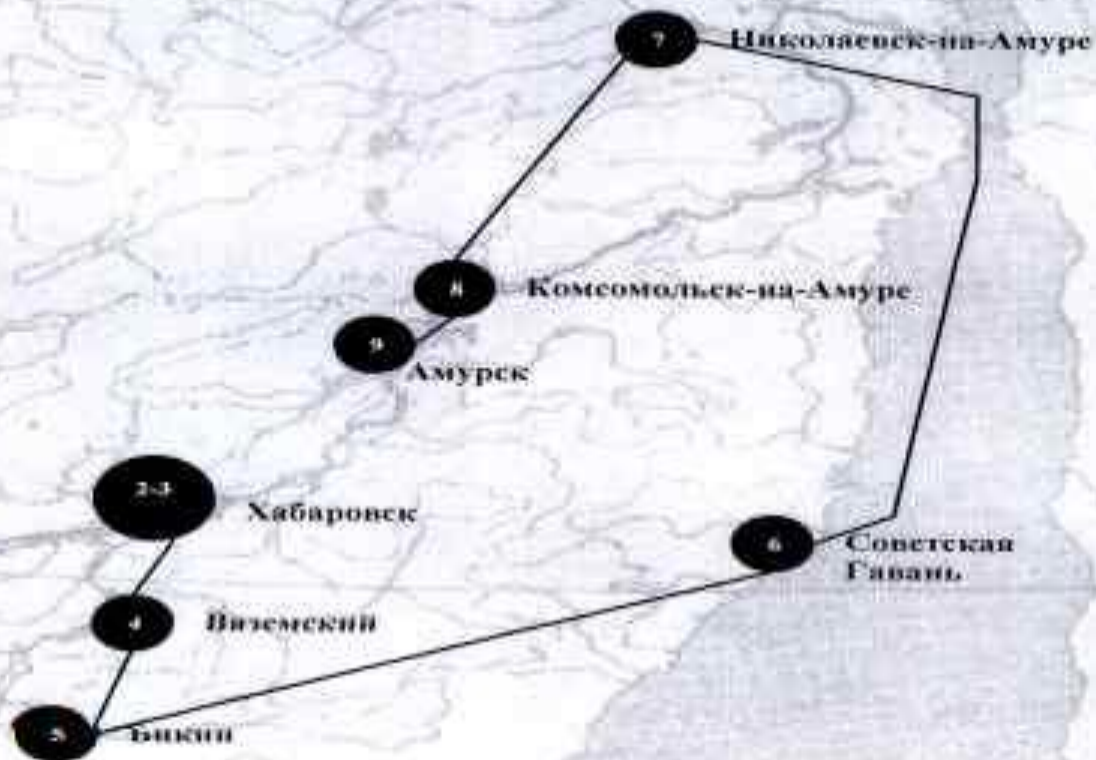 7 Николаевск-на-Амуре
8 Комсомольск-на-Амуре
9
Амурск
2-3 Хабаровск
6 Советская
Гавань
4 Вяземский
5 Бикин